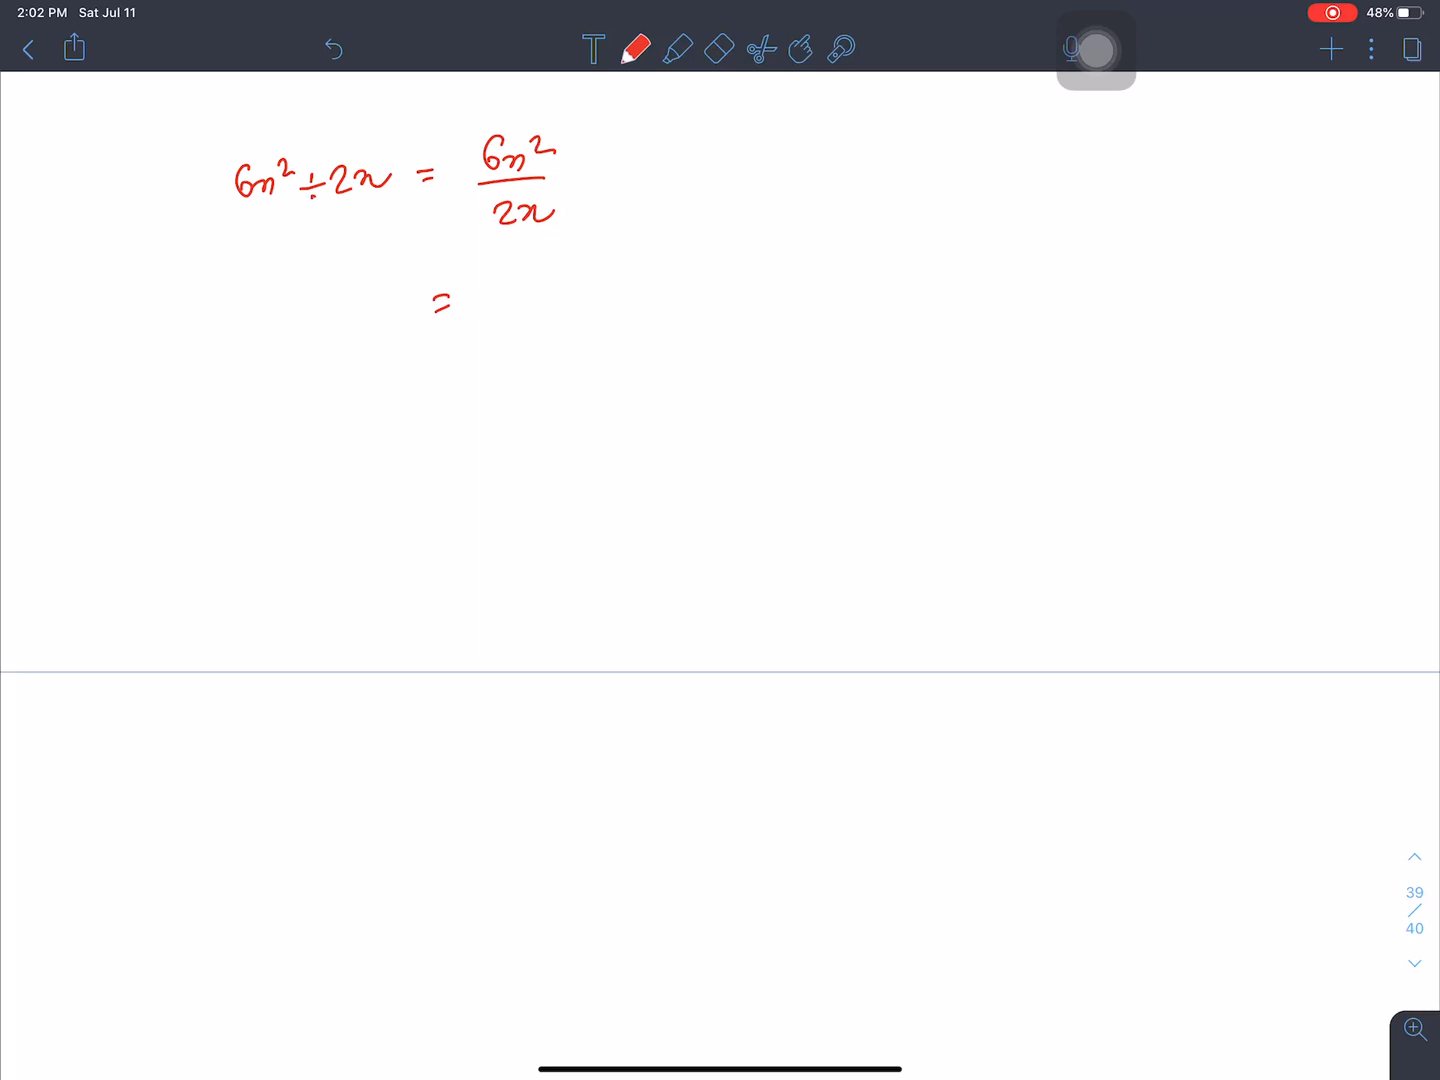 2:02 PM Sat Jul 11
48%
6x² ÷ 2x = 6x²/2x
=
39
40